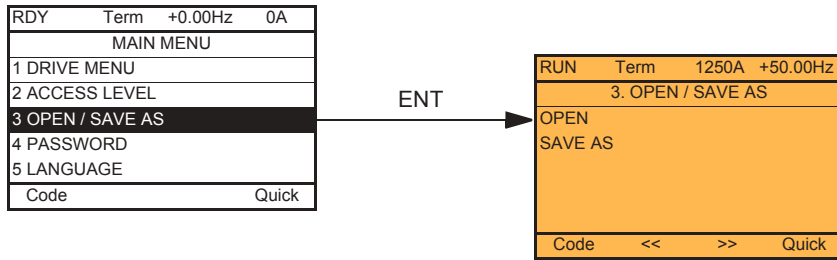 RDY Term +0.00Hz 0A
MAIN MENU
1 DRIVE MENU
2 ACCESS LEVEL
3 OPEN / SAVE AS
4 PASSWORD
5 LANGUAGE
Code Quick
ENT
RUN Term 1250A +50.00Hz
3. OPEN / SAVE AS
OPEN
SAVE AS
Code << >> Quick